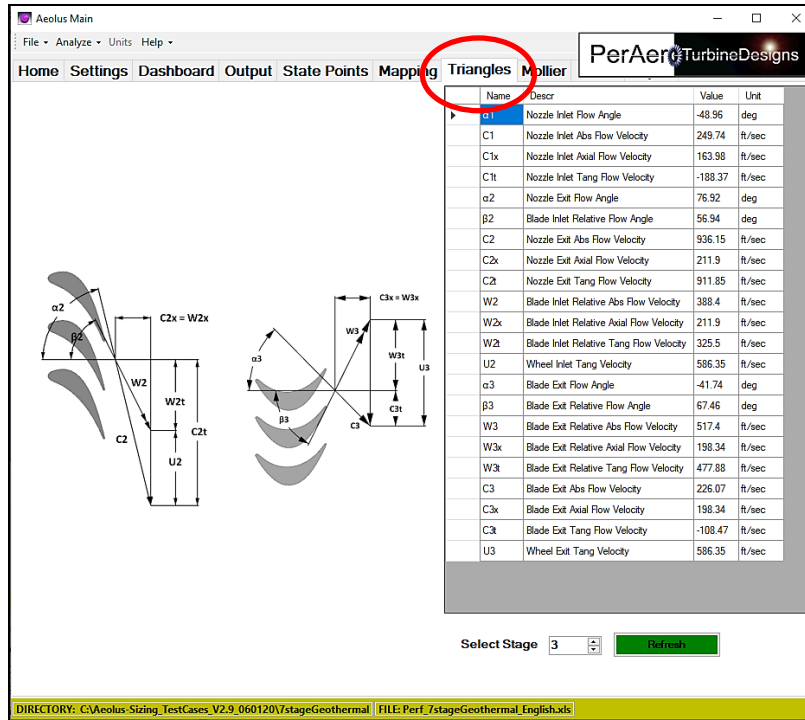 Aeolus Main
File Analyze Units Help
PerAero TurbineDesigns
Home Settings Dashboard Output State Points Mapping Triangles Mollier
Name Descr Value Unit
α1 Nozzle Inlet Flow Angle -48.96 deg
C1 Nozzle Inlet Abs Flow Velocity 249.74 ft/sec
C1x Nozzle Inlet Axial Flow Velocity 163.98 ft/sec
C1t Nozzle Inlet Tang Flow Velocity -188.37 ft/sec
α2 Nozzle Exit Flow Angle 76.92 deg
β2 Blade Inlet Relative Flow Angle 56.94 deg
C2 Nozzle Exit Abs Flow Velocity 936.15 ft/sec
C2x Nozzle Exit Axial Flow Velocity 211.9 ft/sec
C2t Nozzle Exit Tang Flow Velocity 911.85 ft/sec
W2 Blade Inlet Relative Abs Flow Velocity 388.4 ft/sec
W2x Blade Inlet Relative Axial Flow Velocity 211.9 ft/sec
W2t Blade Inlet Relative Tang Flow Velocity 325.5 ft/sec
U2 Wheel Inlet Tang Velocity 586.35 ft/sec
α3 Blade Exit Flow Angle -41.74 deg
β3 Blade Exit Relative Flow Angle 67.46 deg
W3 Blade Exit Relative Abs Flow Velocity 517.4 ft/sec
W3x Blade Exit Relative Axial Flow Velocity 198.34 ft/sec
W3t Blade Exit Relative Tang Flow Velocity 477.88 ft/sec
C3 Blade Exit Abs Flow Velocity 226.07 ft/sec
C3x Blade Exit Axial Flow Velocity 198.34 ft/sec
C3t Blade Exit Tang Flow Velocity -108.47 ft/sec
U3 Wheel Exit Tang Velocity 586.35 ft/sec
α2
β2
C2x = W2x
W2
W2t
C2
C2t
U2
C3x = W3x
W3
α3
W3t
U3
β3
C3t
C3
Select Stage 3 Refresh
DIRECTORY: C:\Aeolus-Sizing_TestCases_V2.9_060120\7stageGeothermal FILE: Perf_7stageGeothermal_English.xls